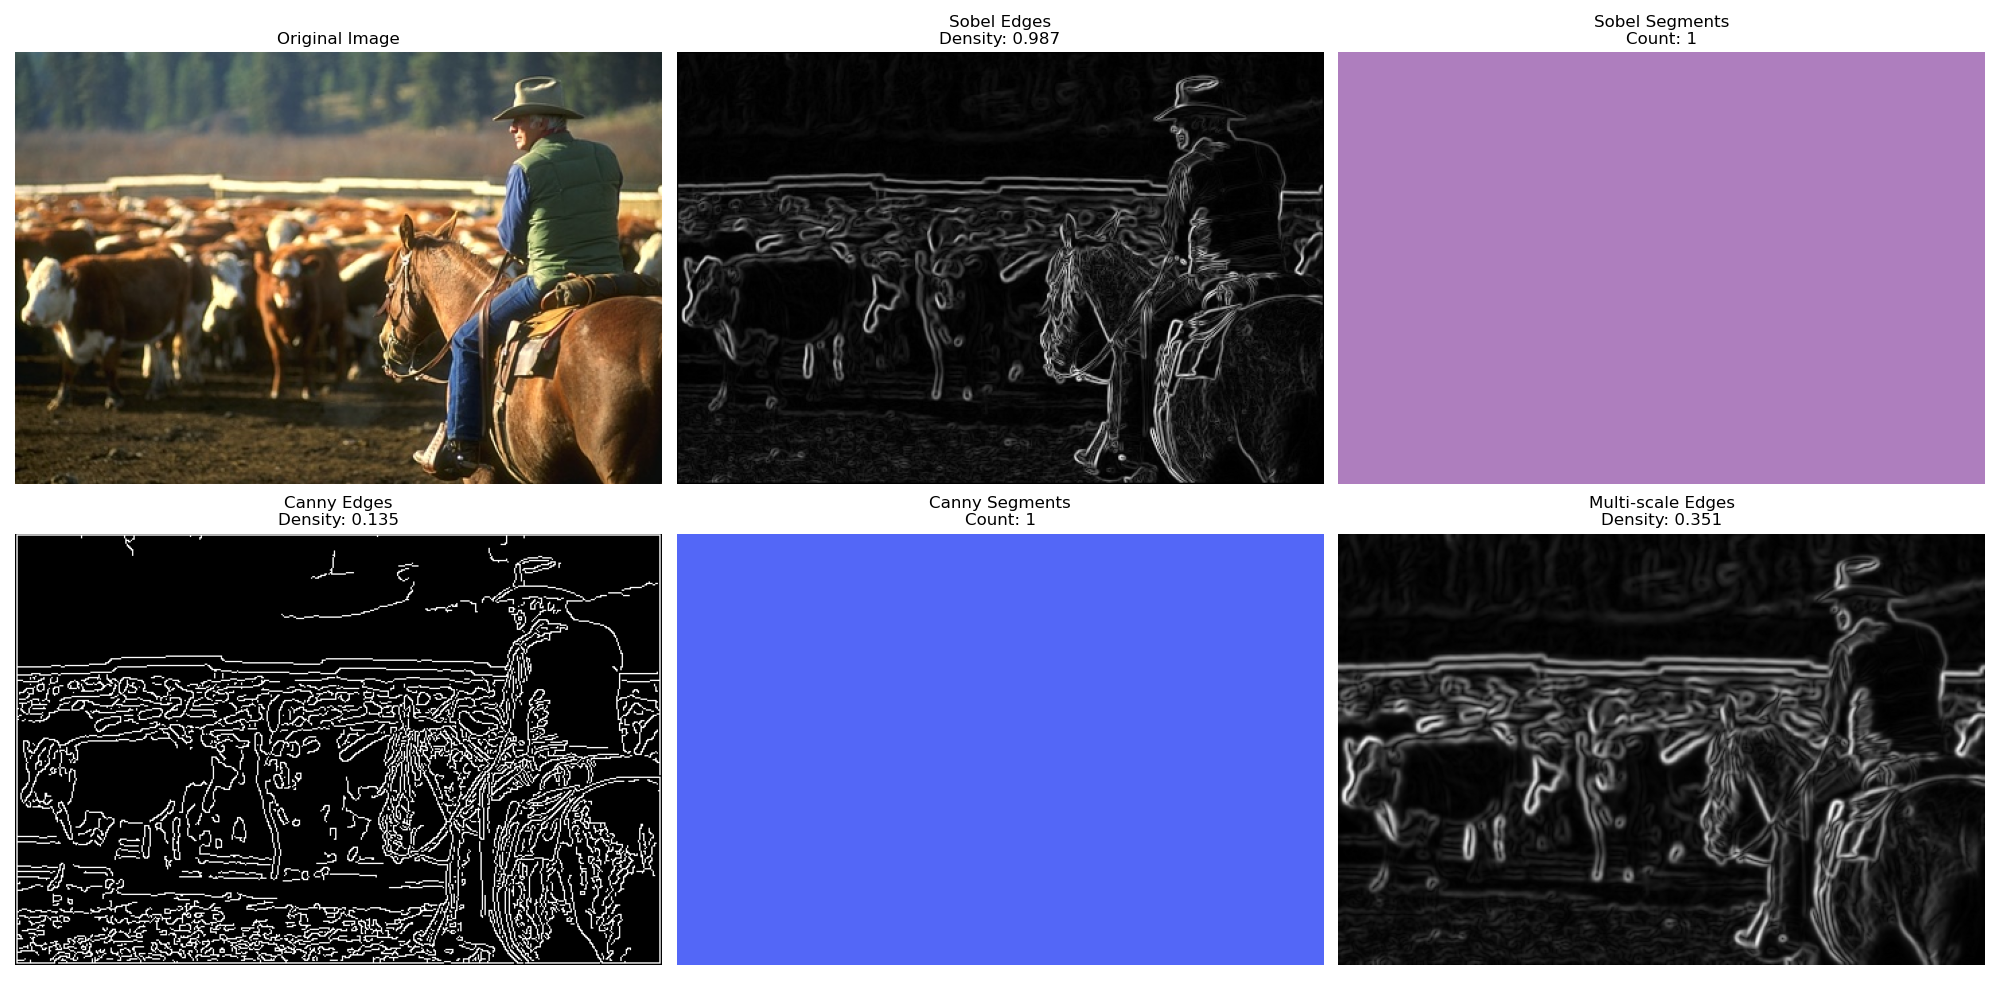 Original Image
Sobel Edges
Density: 0.987
Sobel Segments
Count: 1
Canny Edges
Density: 0.135
Canny Segments
Count: 1
Multi-scale Edges
Density: 0.351